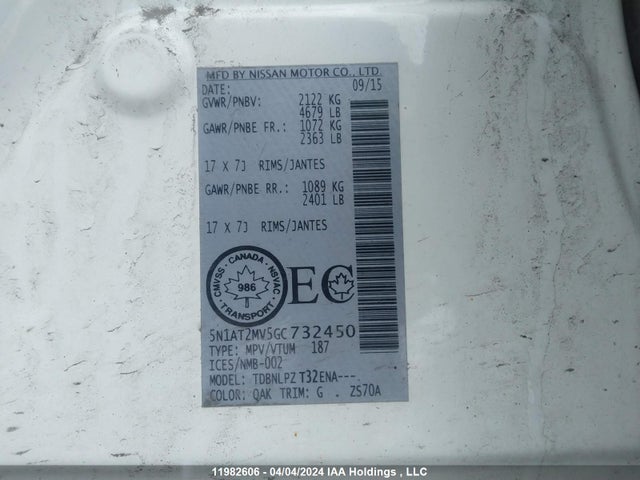 MFD BY NISSAN MOTOR CO., LTD.
DATE: 09/15
GVWR/PNBV: 2122 KG
4679 LB
GAWR/PNBE FR.: 1072 KG
2363 LB
17 X 7J RIMS/JANTES
GAWR/PNBE RR.: 1089 KG
2401 LB
17 X 7J RIMS/JANTES
CMVSS · CANADA · NSVAC
986
TRANSPORT
EC
5N1AT2MV5GC732450
TYPE: MPV/VTUM 187
ICES/NMB-002
MODEL: TDBNLPZ T32ENA---
COLOR: QAK TRIM: G . ZS70A
11982606 - 04/04/2024 IAA Holdings , LLC